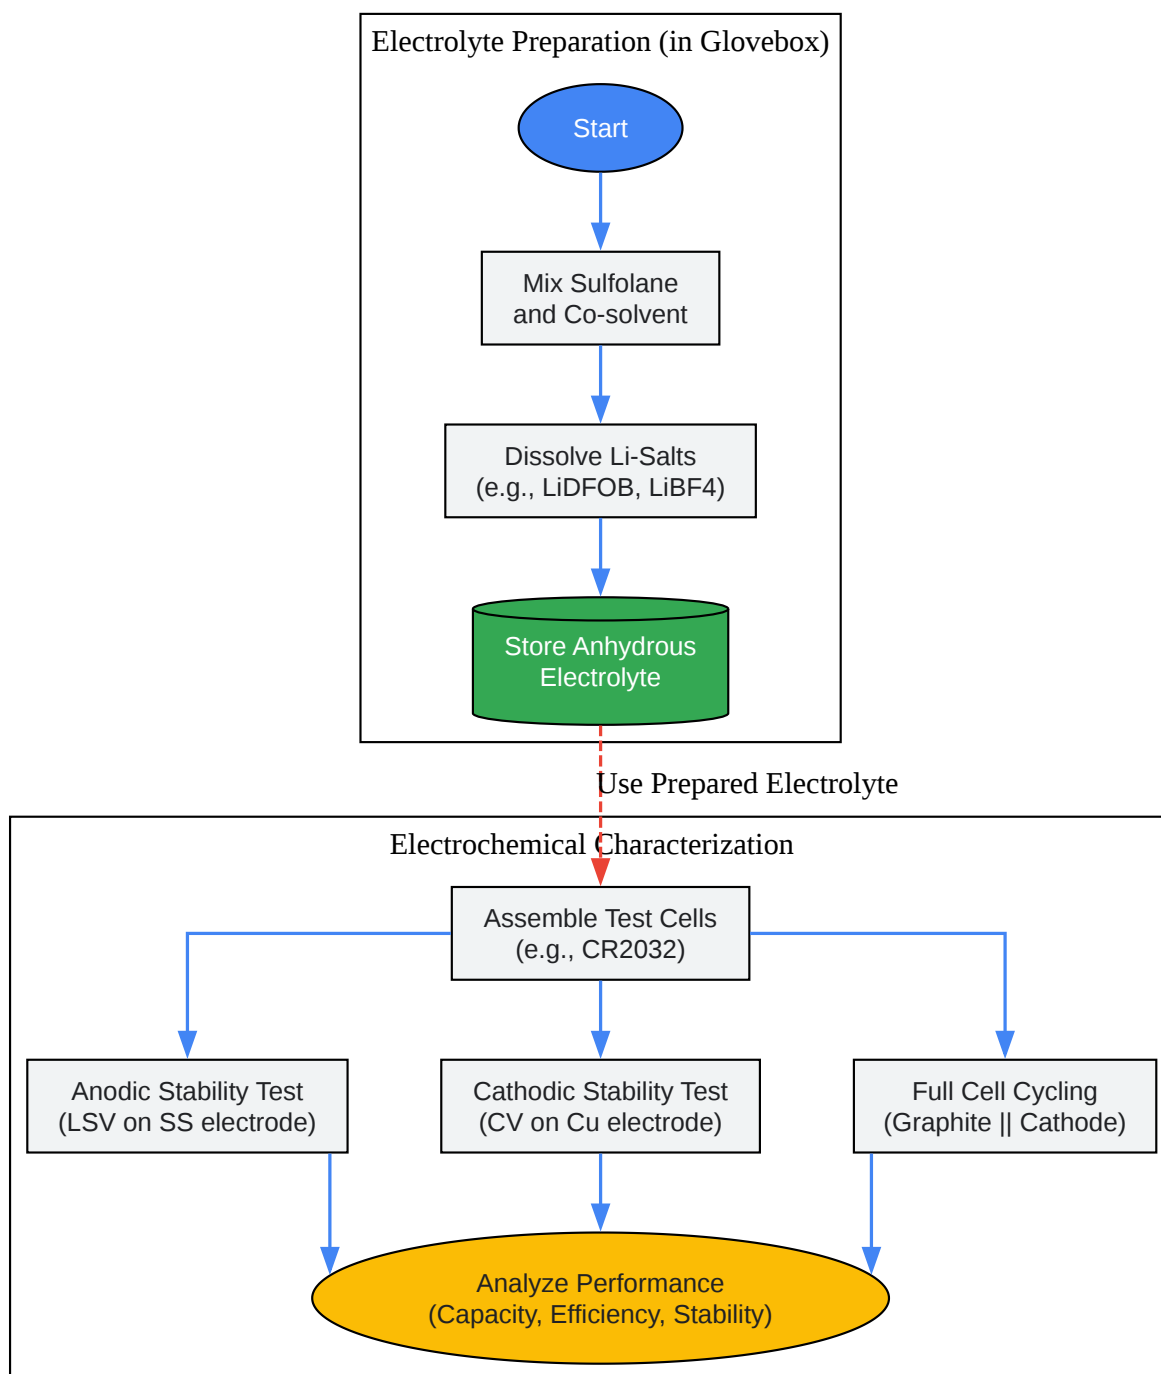 Electrolyte Preparation (in Glovebox)
Start
Mix Sulfolane
and Co-solvent
Dissolve Li-Salts
(e.g., LiDFOB, LiBF4)
Store Anhydrous
Electrolyte
Use Prepared Electrolyte
Electrochemical Characterization
Assemble Test Cells
(e.g., CR2032)
Anodic Stability Test
(LSV on SS electrode)
Cathodic Stability Test
(CV on Cu electrode)
Full Cell Cycling
(Graphite || Cathode)
Analyze Performance
(Capacity, Efficiency, Stability)